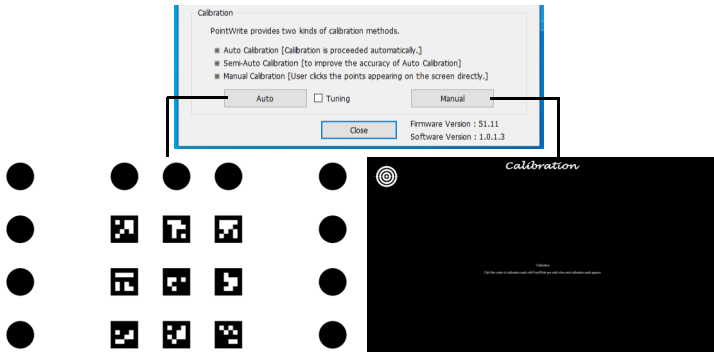 Calibration
PointWrite provides two kinds of calibration methods.
Auto Calibration [Calibration is proceeded automatically.]
Semi-Auto Calibration [to improve the accuracy of Auto Calibration]
Manual Calibration [User clicks the points appearing on the screen directly.]
Auto
Tuning
Manual
Close
Firmware Version : 51.11
Software Version : 1.0.1.3
Calibration
Calibration